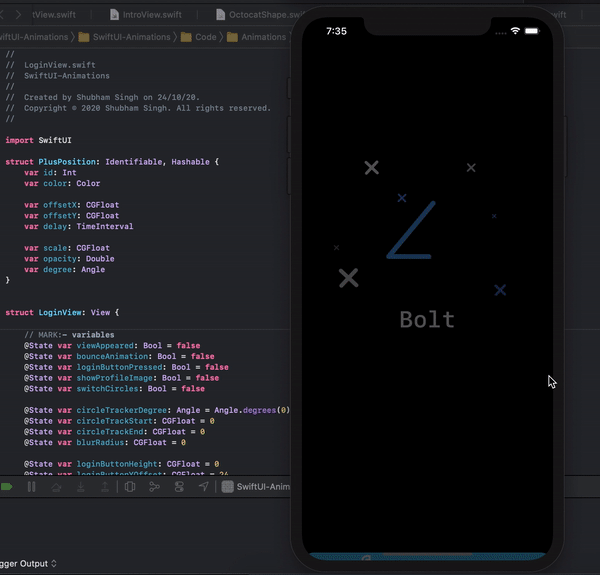 tView.swift IntroView.swift OctocatShape.swi wift
wiftUI-Animations SwiftUI-Animations Code Animations
//
// LoginView.swift
// SwiftUI-Animations
//
// Created by Shubham Singh on 24/10/20.
// Copyright © 2020 Shubham Singh. All rights reserved.
//
import SwiftUI
struct PlusPosition: Identifiable, Hashable {
var id: Int
var color: Color
var offsetX: CGFloat
var offsetY: CGFloat
var delay: TimeInterval
var scale: CGFloat
var opacity: Double
var degree: Angle
}
struct LoginView: View {
// MARK:- variables
@State var viewAppeared: Bool = false
@State var bounceAnimation: Bool = false
@State var loginButtonPressed: Bool = false
@State var showProfileImage: Bool = false
@State var switchCircles: Bool = false
@State var circleTrackerDegree: Angle = Angle.degrees(0)
@State var circleTrackStart: CGFloat = 0
@State var circleTrackEnd: CGFloat = 0
@State var blurRadius: CGFloat = 0
@State var loginButtonHeight: CGFloat = 0
@State var loginButtonYOffset: CGFloat = 24
SwiftUI-Anim
gger Output
7:35
Bolt